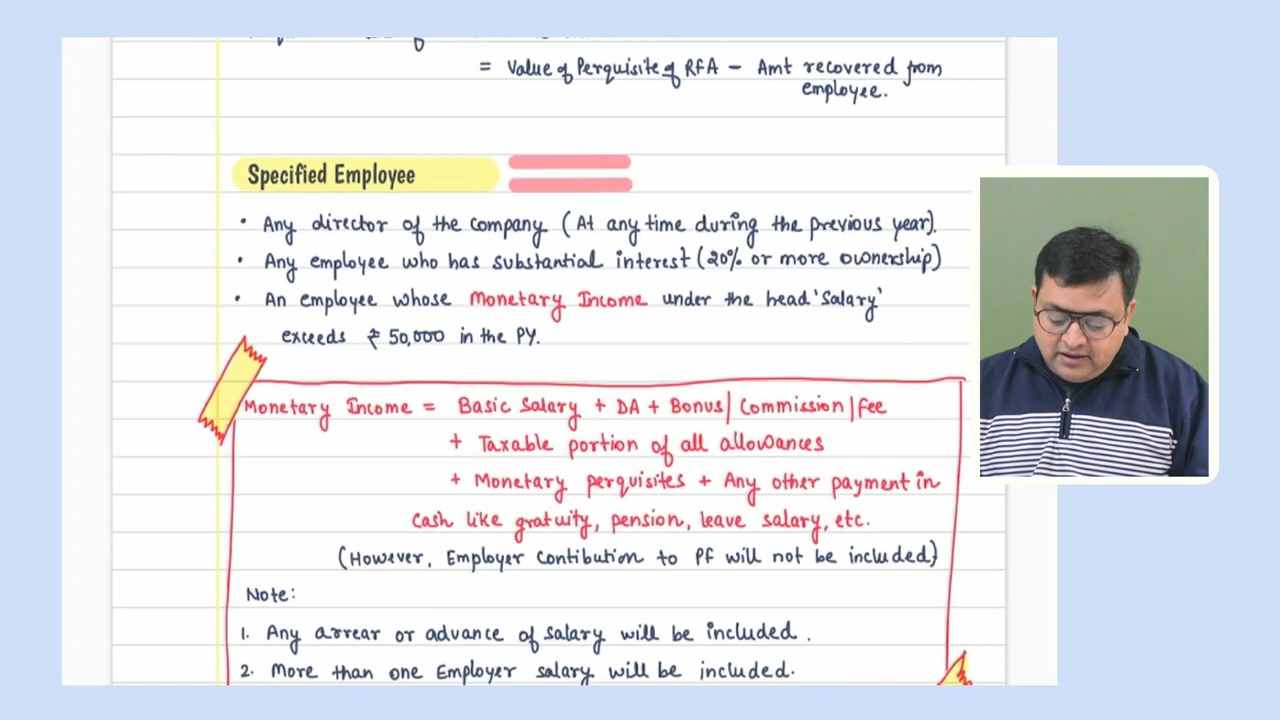 = Value of Perquisite of RFA - Amt recovered from
employee.
Specified Employee
• Any director of the company (At any time during the previous year).
• Any employee who has substantial interest (20% or more ownership)
• An employee whose Monetary Income under the head 'Salary'
exceeds ₹ 50,000 in the PY.
Monetary Income = Basic Salary + DA + Bonus | Commission | Fee
+ Taxable portion of all allowances
+ Monetary perquisites + Any other payment in
cash like gratuity, pension, leave salary, etc.
(However, Employer Contibution to PF will not be included)
Note:
1. Any arrear or advance of salary will be included.
2. More than one Employer salary will be included.